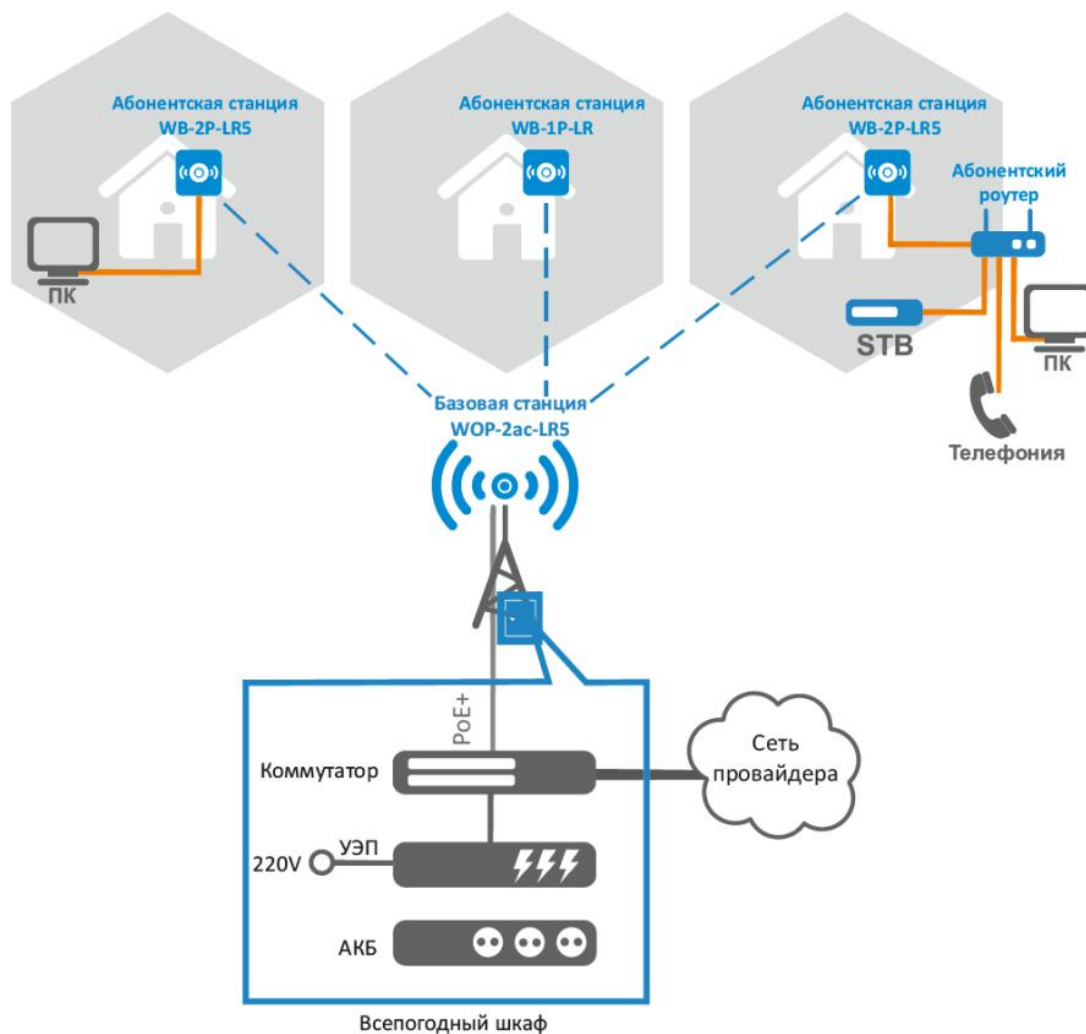 Абонентская станция
WB-2P-LR5
Абонентская станция
WB-1P-LR
Абонентская станция
WB-2P-LR5
Абонентский
роутер
ПК
STB
ПК
Телефония
Базовая станция
WOP-2ac-LR5
PoE+
Коммутатор
Сеть
провайдера
УЭП
220V
АКБ
Всепогодный шкаф